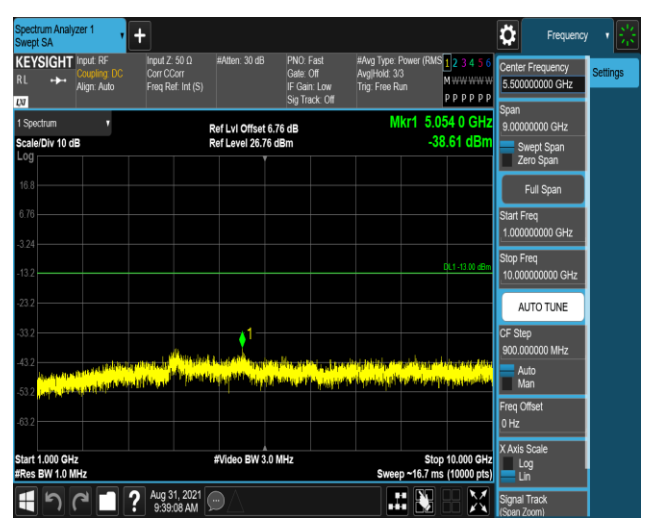 Spectrum Analyzer 1
Swept SA
+
Frequency
KEYSIGHT
RL
LXI
Input: RF
Coupling: DC
Align: Auto
Input Z: 50 Ω
Corr CCorr
Freq Ref: Int (S)
#Atten: 30 dB
PNO: Fast
Gate: Off
IF Gain: Low
Sig Track: Off
#Avg Type: Power (RMS
Avg|Hold: 3/3
Trig: Free Run
1 2 3 4 5 6
M W W W W W
P P P P P P
1 Spectrum
Scale/Div 10 dB
Log
Ref Lvl Offset 6.76 dB
Ref Level 26.76 dBm
Mkr1 5.054 0 GHz
-38.61 dBm
16.8
6.76
-3.24
DL1 -13.00 dBm
-13.2
-23.2
-33.2
1
-43.2
-53.2
-63.2
Start 1.000 GHz
#Res BW 1.0 MHz
#Video BW 3.0 MHz
Stop 10.000 GHz
Sweep ~16.7 ms (10000 pts)
?
Aug 31, 2021
9:39:08 AM
Center Frequency
5.500000000 GHz
Settings
Span
9.00000000 GHz
Swept Span
Zero Span
Full Span
Start Freq
1.000000000 GHz
Stop Freq
10.000000000 GHz
AUTO TUNE
CF Step
900.000000 MHz
Auto
Man
Freq Offset
0 Hz
X Axis Scale
Log
Lin
Signal Track
(Span Zoom)